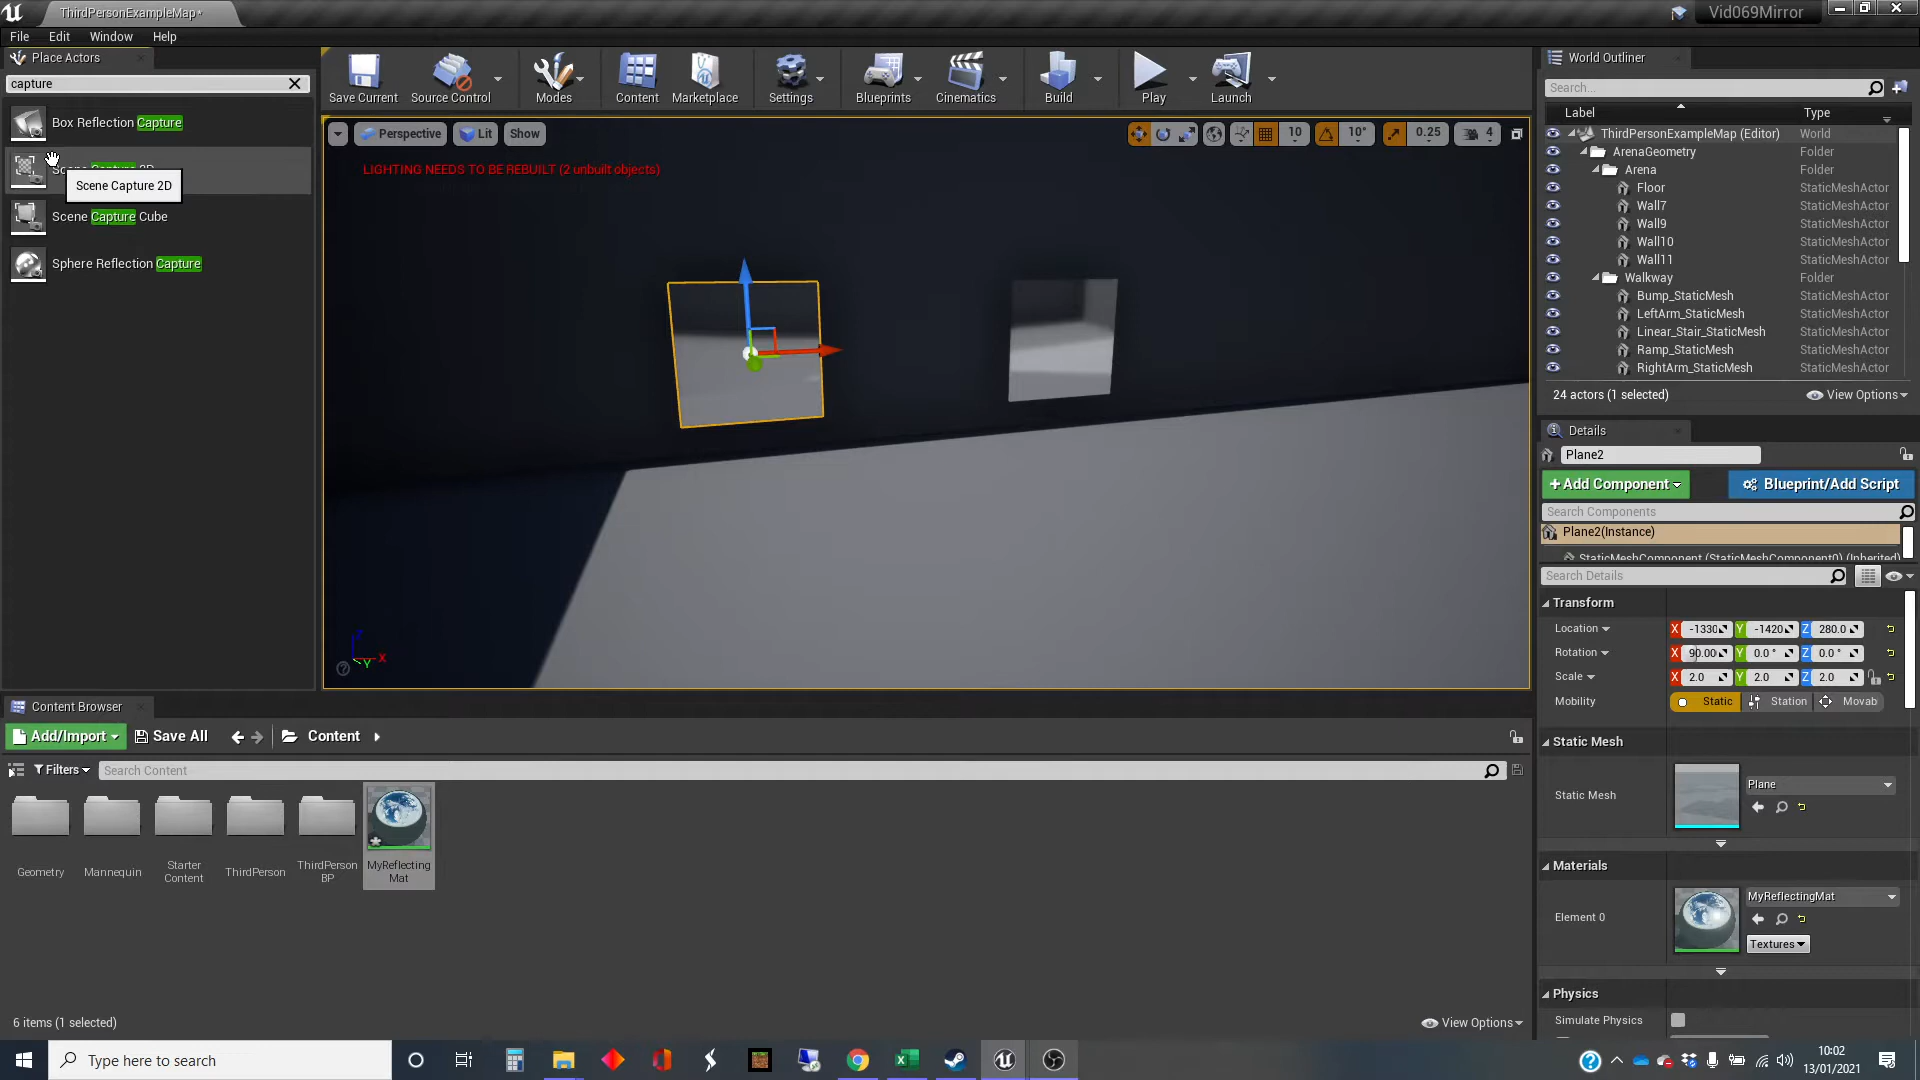 ThirdPersonExampleMap*
Vid069Mirror
File Edit Window Help
Place Actors
capture
Box Reflection Capture
Scene Capture 2D
Scene Capture 2D
Scene Capture Cube
Sphere Reflection Capture
Save Current Source Control Modes Content Marketplace Settings Blueprints Cinematics Build Play Launch
Perspective Lit Show 10 10° 0.25 4
LIGHTING NEEDS TO BE REBUILT (2 unbuilt objects)
Z X Y
World Outliner
Search...
Label Type
ThirdPersonExampleMap (Editor) World
ArenaGeometry Folder
Arena Folder
Floor StaticMeshActor
Wall7 StaticMeshActor
Wall9 StaticMeshActor
Wall10 StaticMeshActor
Wall11 StaticMeshActor
Walkway Folder
Bump_StaticMesh StaticMeshActor
LeftArm_StaticMesh StaticMeshActor
Linear_Stair_StaticMesh StaticMeshActor
Ramp_StaticMesh StaticMeshActor
RightArm_StaticMesh StaticMeshActor
24 actors (1 selected) View Options
Details
Plane2
+Add Component Blueprint/Add Script
Search Components
Plane2(Instance)
StaticMeshComponent (StaticMeshComponent0) (Inherited)
Search Details
Transform
Location X -1330 Y -1420 Z 280.0
Rotation X 90.00 Y 0.0 ° Z 0.0 °
Scale X 2.0 Y 2.0 Z 2.0
Mobility Static Station Movab
Static Mesh
Static Mesh Plane
Materials
Element 0 MyReflectingMat
Textures
Physics
Simulate Physics
Content Browser
Add/Import Save All Content
Filters Search Content
Geometry Mannequin Starter Content ThirdPerson ThirdPerson BP MyReflecting Mat
6 items (1 selected) View Options
Type here to search
10:02
13/01/2021